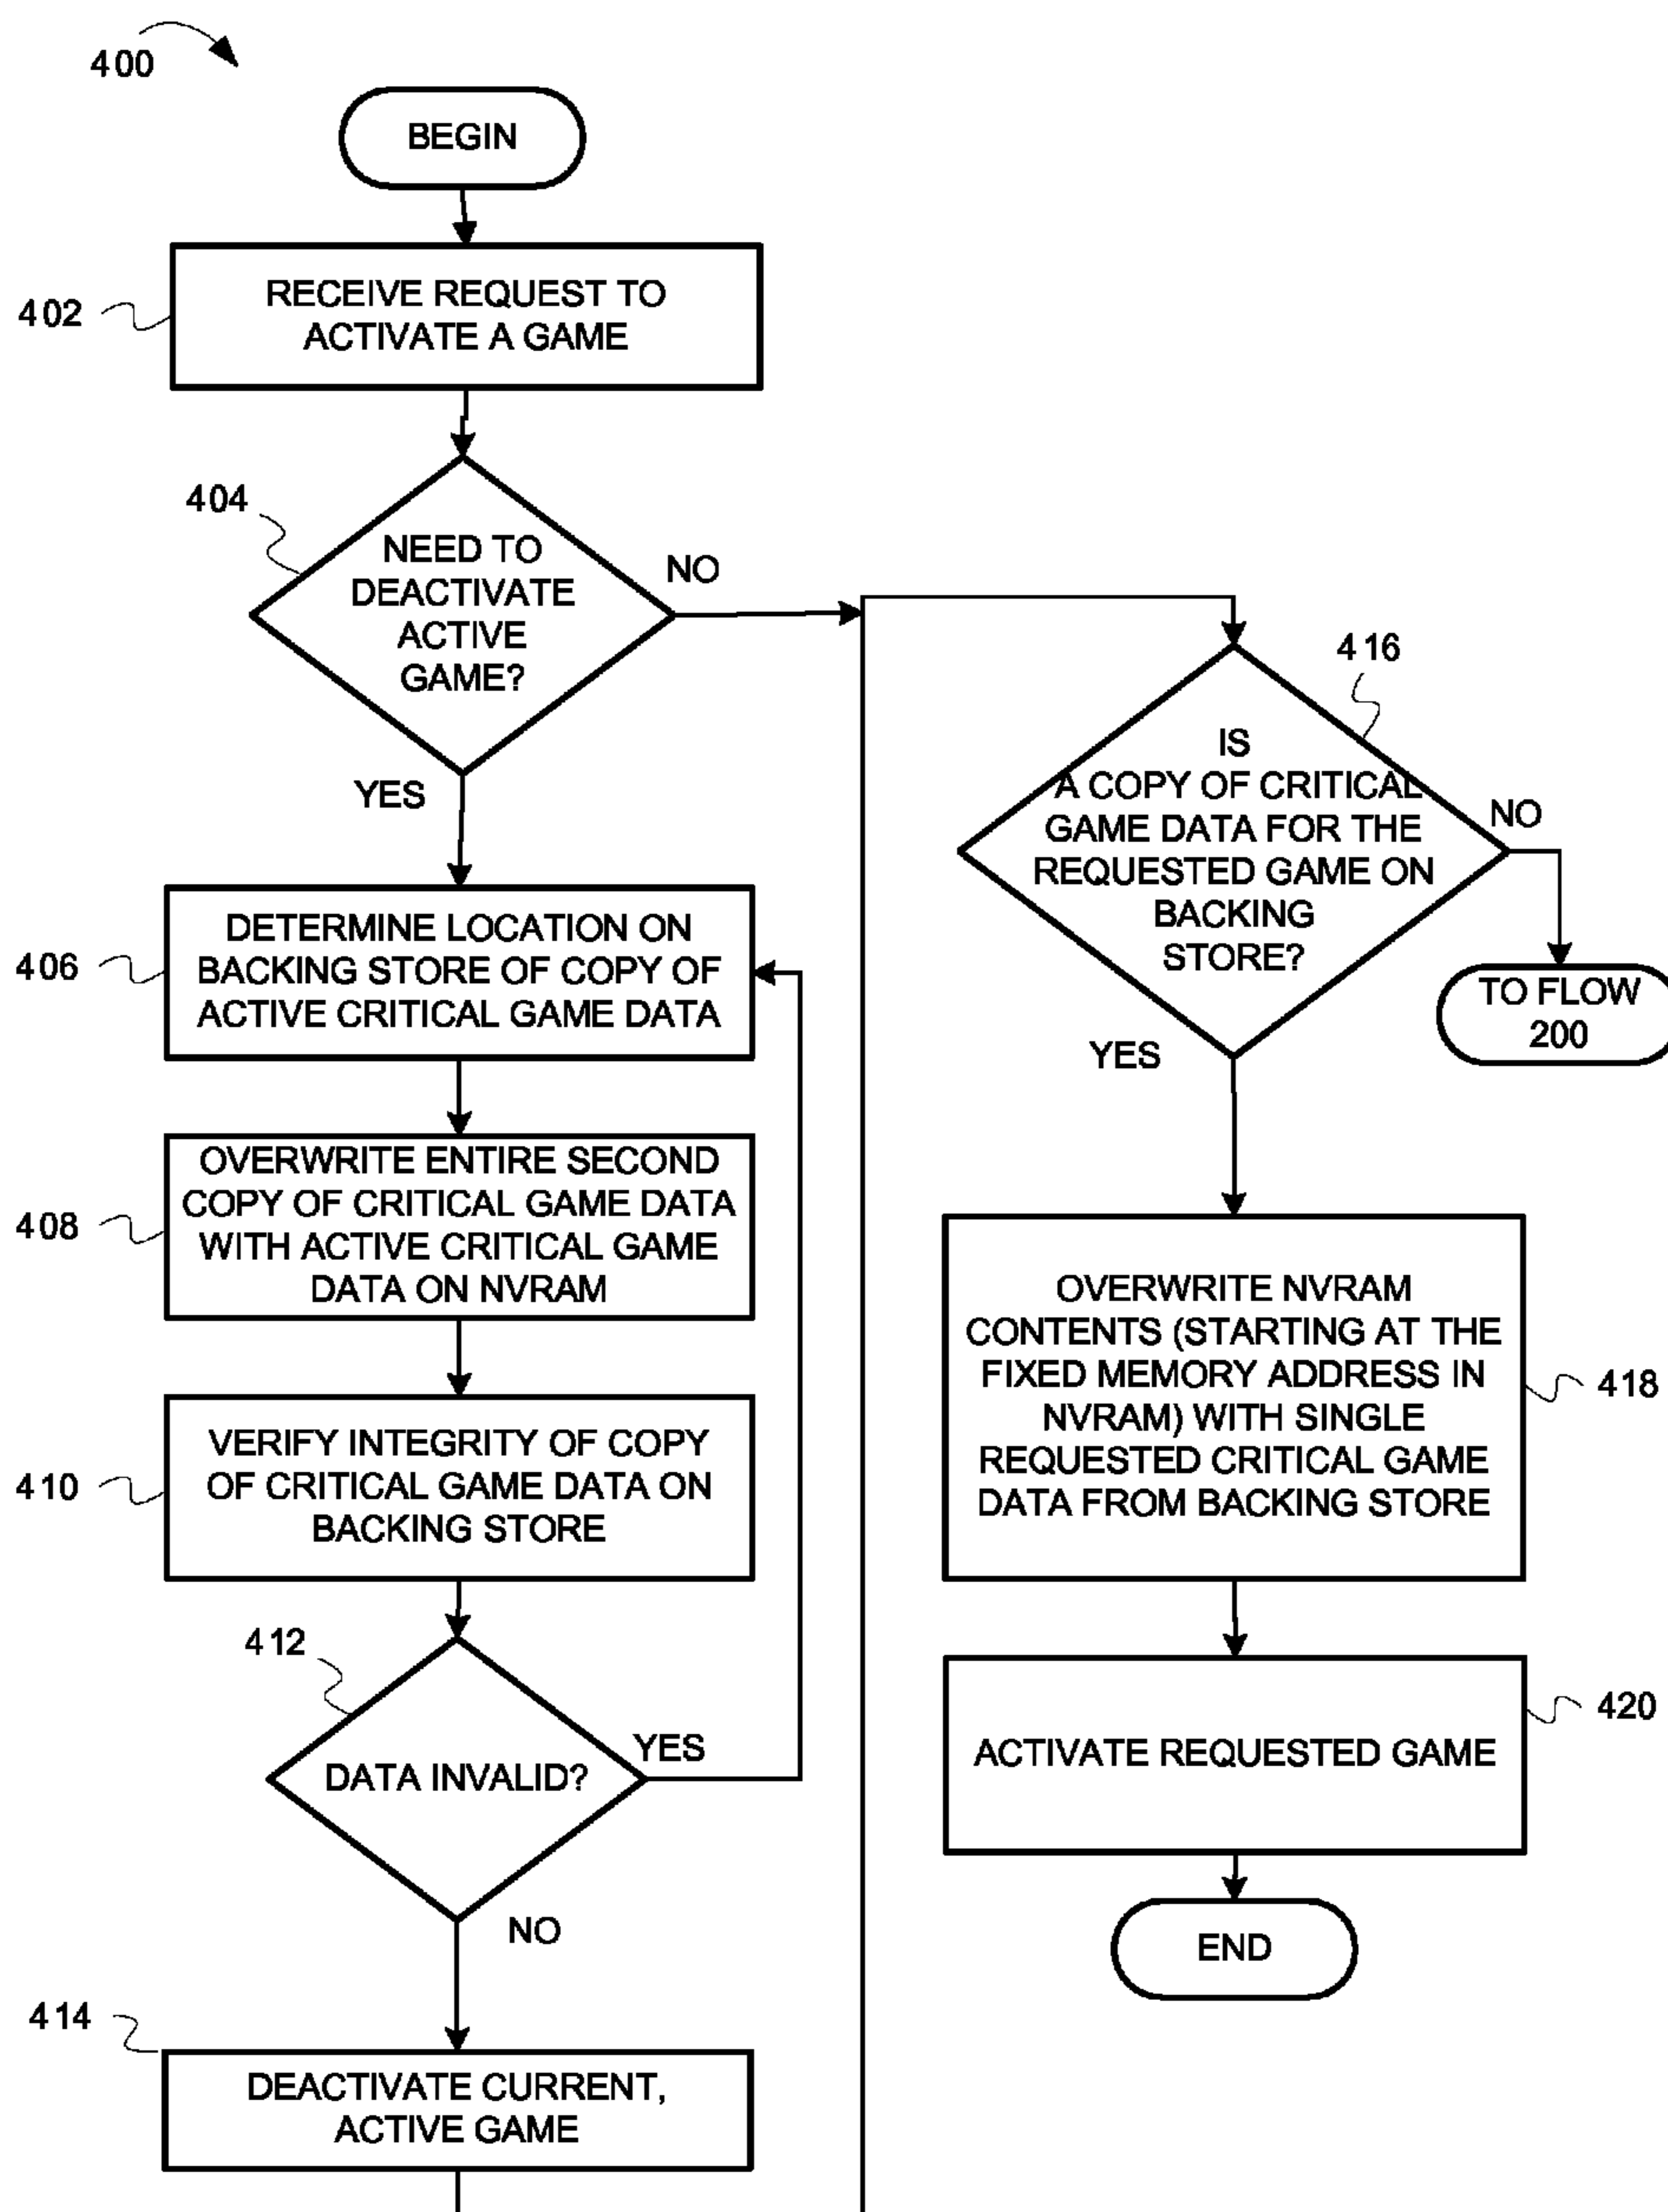 400
BEGIN
402
RECEIVE REQUEST TO
ACTIVATE A GAME
404
NEED TO
DEACTIVATE
ACTIVE
GAME?
NO
YES
406
DETERMINE LOCATION ON
BACKING STORE OF COPY OF
ACTIVE CRITICAL GAME DATA
408
OVERWRITE ENTIRE SECOND
COPY OF CRITICAL GAME DATA
WITH ACTIVE CRITICAL GAME
DATA ON NVRAM
410
VERIFY INTEGRITY OF COPY
OF CRITICAL GAME DATA ON
BACKING STORE
412
DATA INVALID?
YES
NO
414
DEACTIVATE CURRENT,
ACTIVE GAME
416
IS
A COPY OF CRITICAL
GAME DATA FOR THE
REQUESTED GAME ON
BACKING
STORE?
NO
TO FLOW
200
YES
OVERWRITE NVRAM
CONTENTS (STARTING AT THE
FIXED MEMORY ADDRESS IN
NVRAM) WITH SINGLE
REQUESTED CRITICAL GAME
DATA FROM BACKING STORE
418
ACTIVATE REQUESTED GAME
420
END